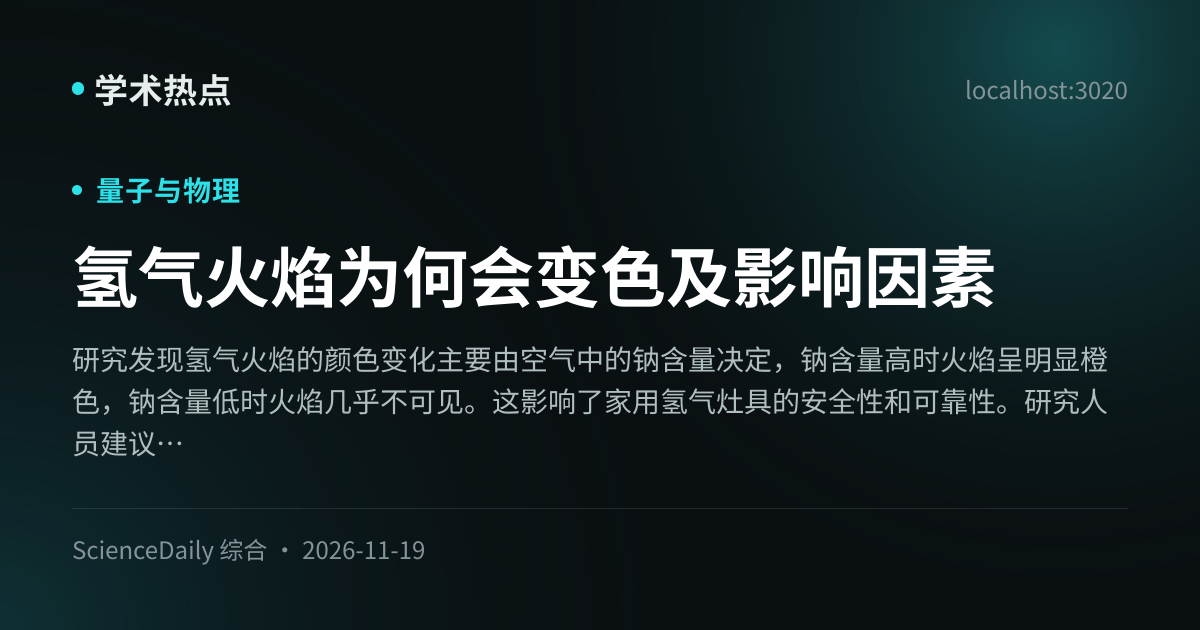 学术热点
localhost:3020
量子与物理
氢气火焰为何会变色及影响因素
研究发现氢气火焰的颜色变化主要由空气中的钠含量决定，钠含量高时火焰呈明显橙
色，钠含量低时火焰几乎不可见。这影响了家用氢气灶具的安全性和可靠性。研究人
员建议…
ScienceDaily 综合 · 2026-11-19